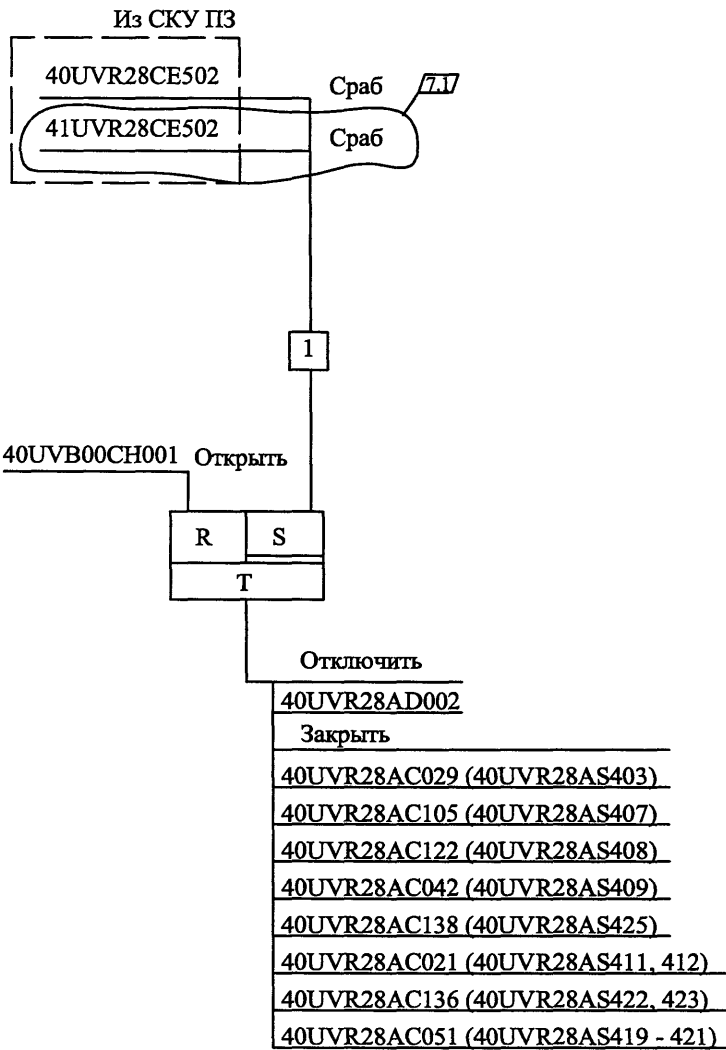 Из СКУ ПЗ
40UVR28CE502 Сраб 7.1
41UVR28CE502 Сраб
1
40UVB00CH001 Открыть
R S
T
Отключить
40UVR28AD002
Закрыть
40UVR28AC029 (40UVR28AS403)
40UVR28AC105 (40UVR28AS407)
40UVR28AC122 (40UVR28AS408)
40UVR28AC042 (40UVR28AS409)
40UVR28AC138 (40UVR28AS425)
40UVR28AC021 (40UVR28AS411, 412)
40UVR28AC136 (40UVR28AS422, 423)
40UVR28AC051 (40UVR28AS419 - 421)